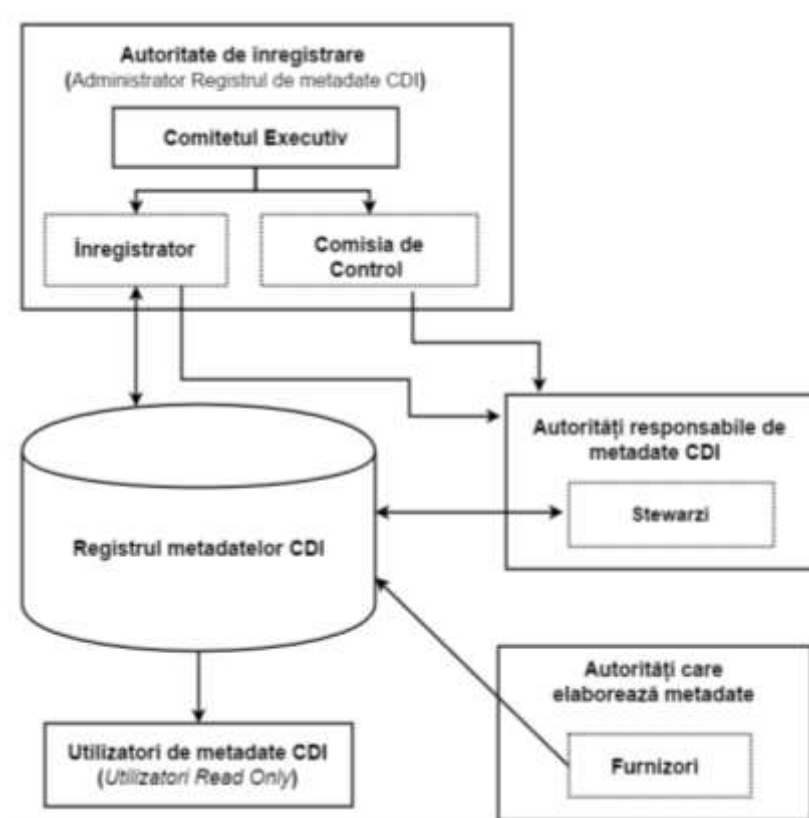 Autoritate de înregistrare
(Administrator Registrul de metadate CDI)
Comitetul Executiv
Înregistrator
Comisia de
Control
Autorități responsabile de
metadate CDI
Stewarzi
Registrul metadatelor CDI
Autorități care
elaborează metadate
Furnizori
Utilizatori de metadate CDI
(Utilizatori Read Only)